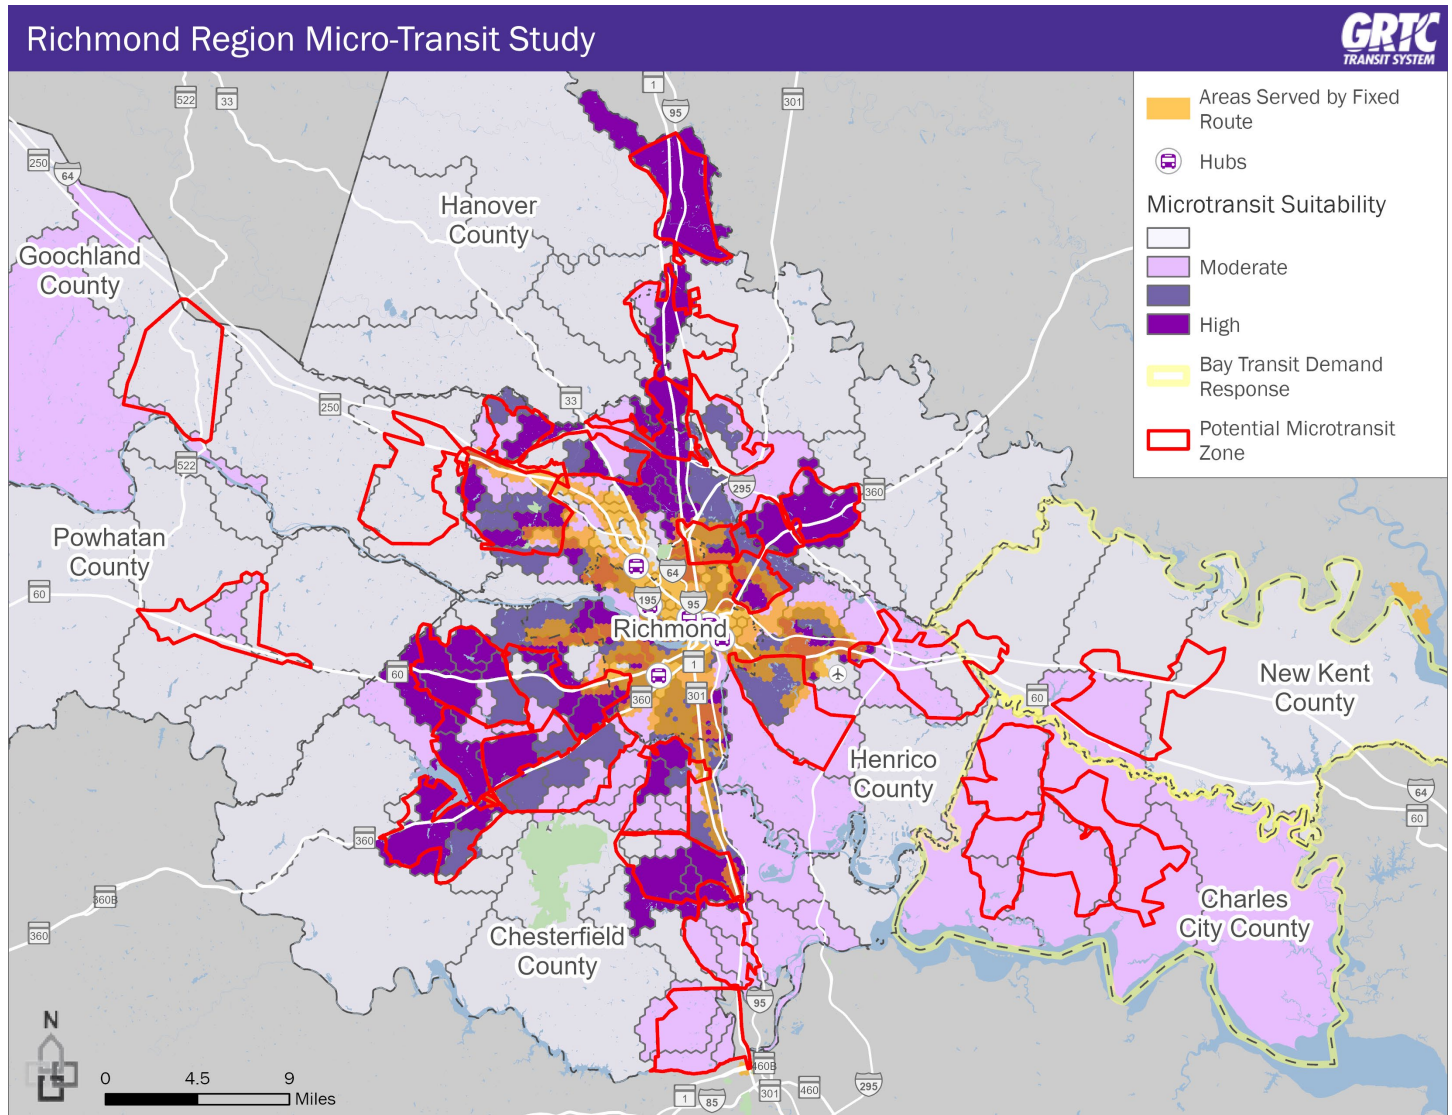 Richmond Region Micro-Transit Study
GRTC
TRANSIT SYSTEM
Areas Served by Fixed
Route
Hubs
Microtransit Suitability
Moderate
High
Bay Transit Demand
Response
Potential Microtransit
Zone
1
95
301
522
33
250
64
Hanover
County
Goochland
County
250
33
522
295
360
Powhatan
County
60
64
195
95
Richmond
1
60
360
301
60
New Kent
County
Henrico
County
64
60
360
360B
360
Charles
City County
Chesterfield
County
95
N
460B
0
4.5
9
Miles
1
85
301
460
295